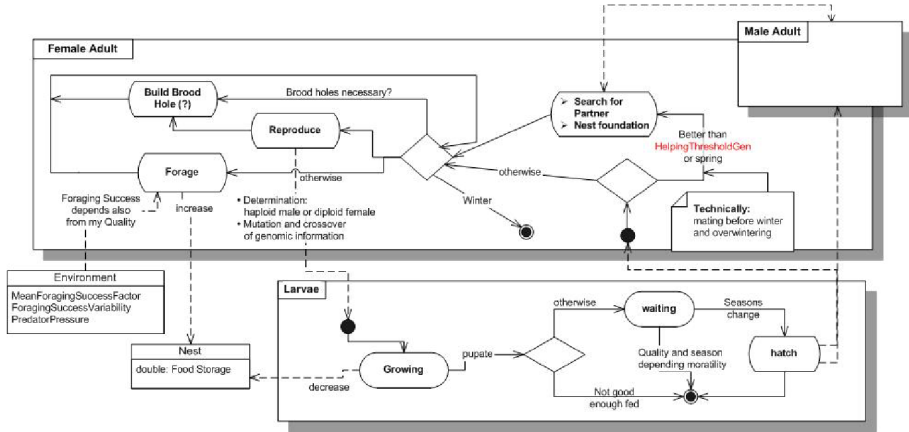 Female Adult
Male Adult
Build Brood
Hole (?)
Brood holes necessary?
➢ Search for
Partner
➢ Nest foundation
Reproduce
Better than
HelpingThresholdGen
or spring
Forage
otherwise
otherwise
Foraging Success
depends also
from my Quality
increase
• Determination:
haploid male or diploid female
• Mutation and crossover
of genomic information
Winter
Technically:
mating before winter
and overwintering
Environment
MeanForagingSuccessFactor
ForagingSuccessVariability
PredatorPressure
Larvae
otherwise
waiting
Seasons
change
Nest
double: Food Storage
decrease
Growing
pupate
Quality and season
depending moratility
hatch
Not good
enough fed